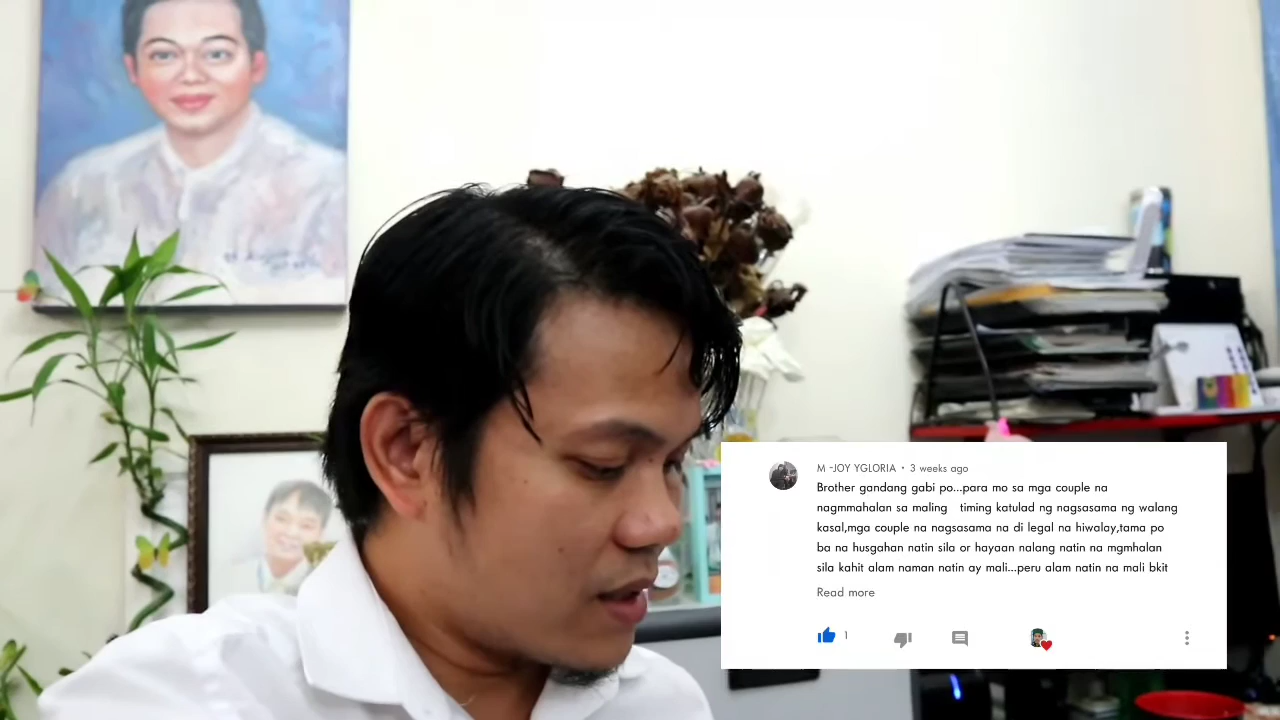 M -JOY YGLORIA • 3 weeks ago
Brother gandang gabi po...para mo sa mga couple na
nagmmahalan sa maling timing katulad ng nagsasama ng walang
kasal,mga couple na nagsasama na di legal na hiwalay,tama po
ba na husgahan natin sila or hayaan nalang natin na mgmhalan
sila kahit alam naman natin ay mali...peru alam natin na mali bkit
Read more
1